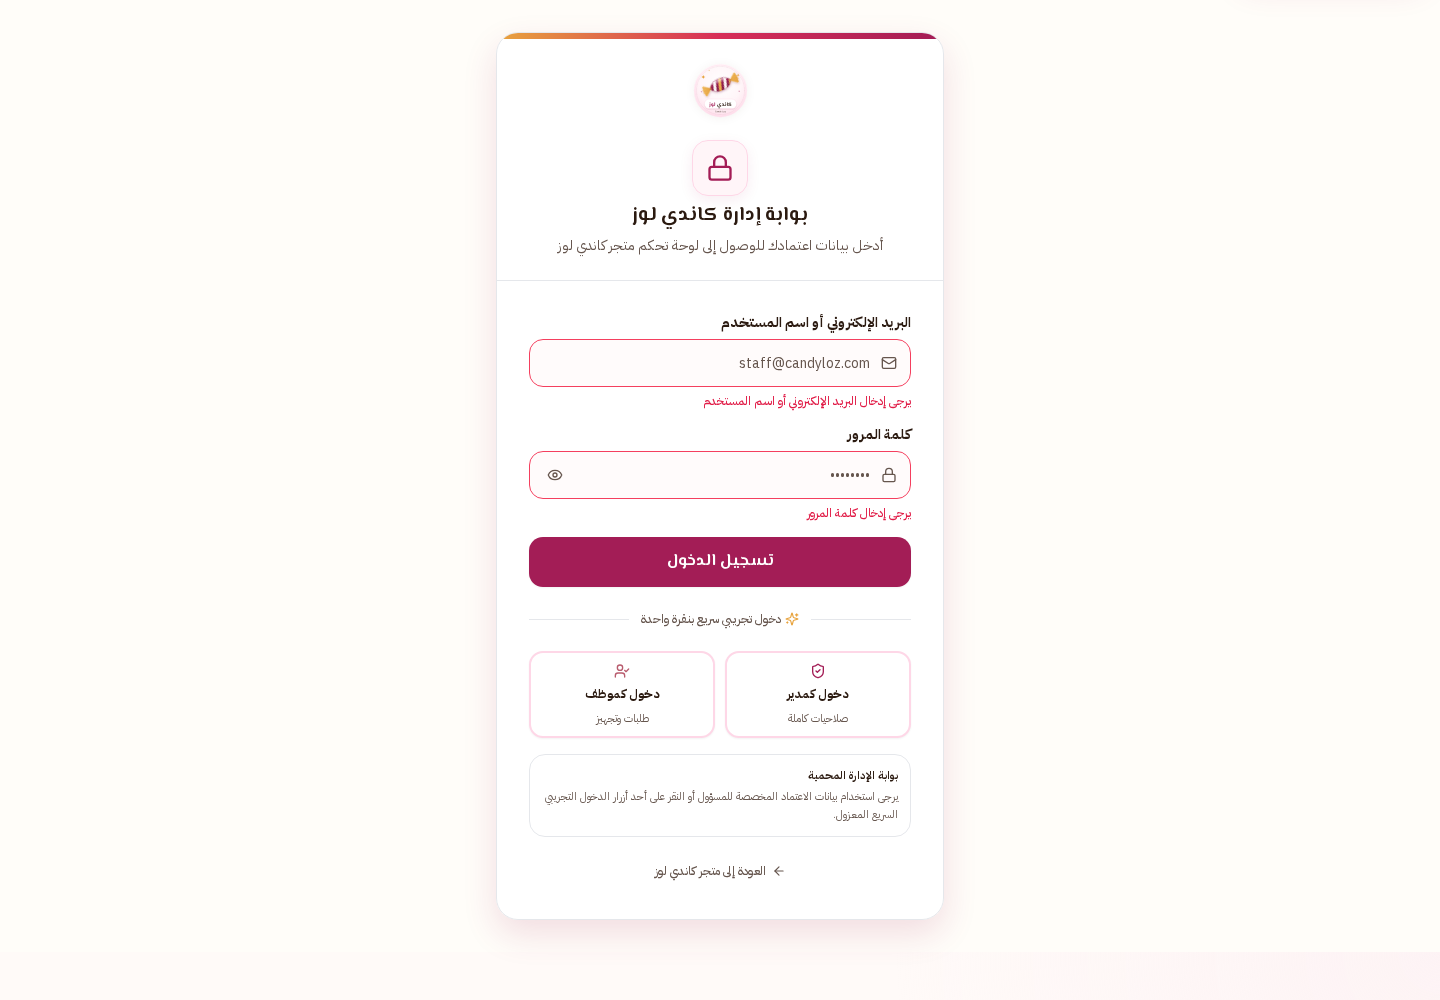 كاندي لوز
بوابة إدارة كاندي لوز
أدخل بيانات اعتمادك للوصول إلى لوحة تحكم متجر كاندي لوز
البريد الإلكتروني أو اسم المستخدم
staff@candyloz.com
يرجى إدخال البريد الإلكتروني أو اسم المستخدم
كلمة المرور
••••••••
يرجى إدخال كلمة المرور
تسجيل الدخول
دخول تجريبي سريع بنقرة واحدة
دخول كمدير
صلاحيات كاملة
دخول كموظف
طلبات وتجهيز
بوابة الإدارة المحمية
يرجى استخدام بيانات الاعتماد المخصصة للمسؤول أو النقر على أحد أزرار الدخول التجريبي
السريع المعزول.
العودة إلى متجر كاندي لوز